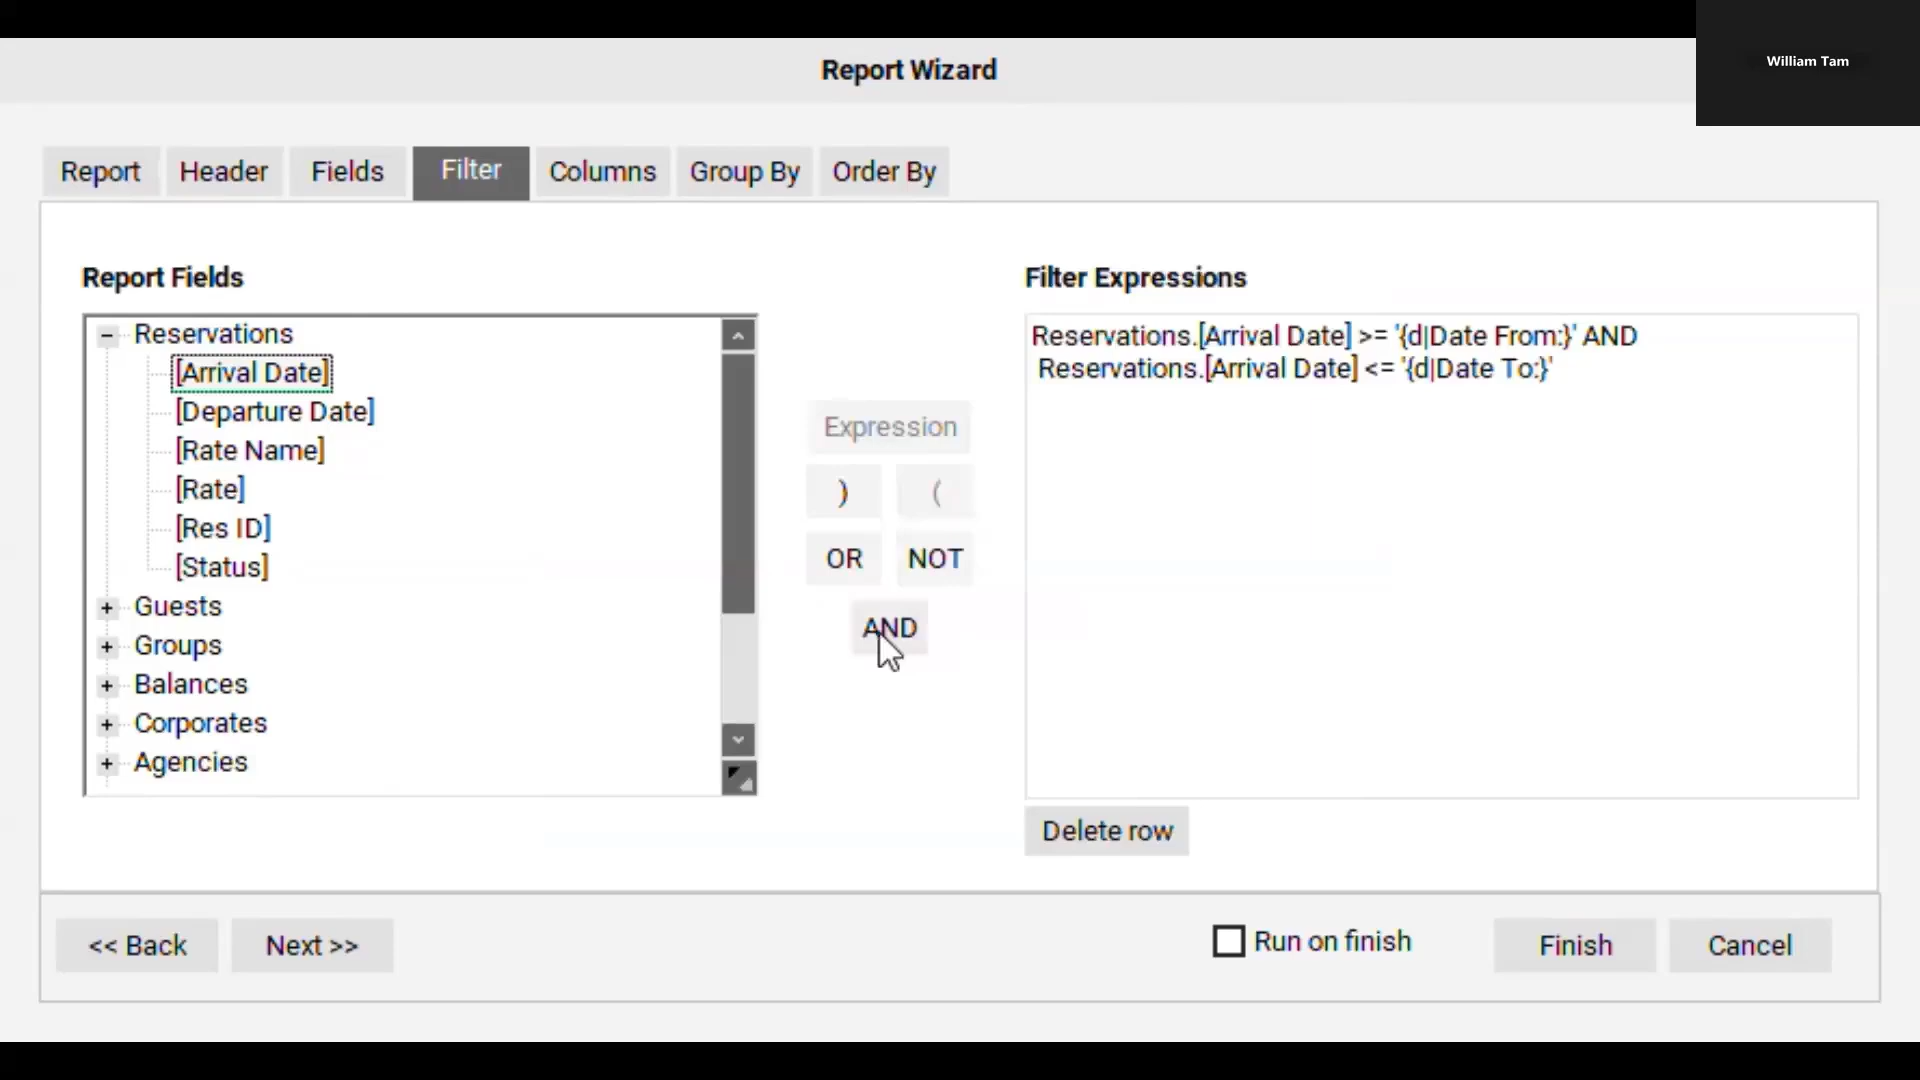 William Tam
Report Wizard
Report Header Fields Filter Columns Group By Order By
Report Fields
Reservations
[Arrival Date]
[Departure Date]
[Rate Name]
[Rate]
[Res ID]
[Status]
Guests
Groups
Balances
Corporates
Agencies
Expression
) (
OR NOT
AND
Filter Expressions
Reservations.[Arrival Date] >= '{d|Date From:}' AND
Reservations.[Arrival Date] <= '{d|Date To:}'
Delete row
<< Back Next >> Run on finish Finish Cancel